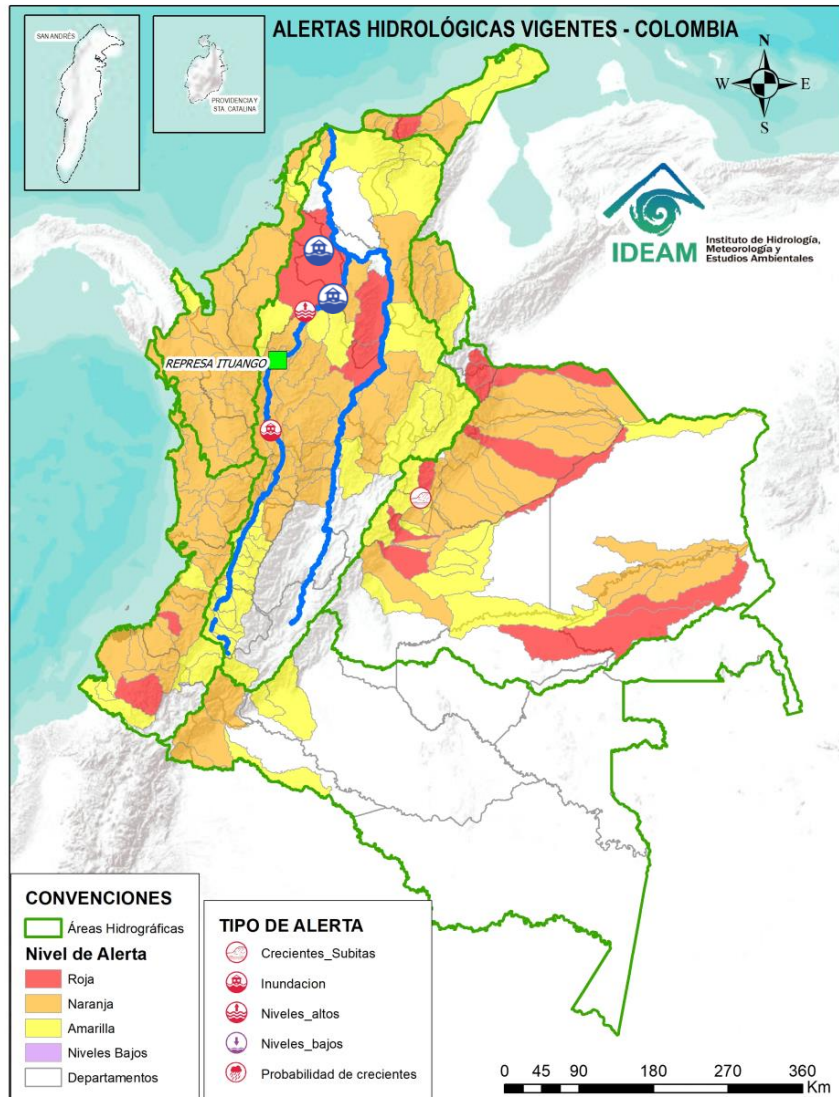 ALERTAS HIDROLÓGICAS VIGENTES - COLOMBIA
SAN ANDRÉS
PROVIDENCIA Y
STA. CATALINA
N
W
E
S
IDEAM
Instituto de Hidrología,
Meteorología y
Estudios Ambientales
REPRESA ITUANGO
CONVENCIONES
Áreas Hidrográficas
Nivel de Alerta
Roja
Naranja
Amarilla
Niveles Bajos
Departamentos
TIPO DE ALERTA
Crecientes_Subitas
Inundacion
Niveles_altos
Niveles_bajos
Probabilidad de crecientes
0 45 90 180 270 360
Km